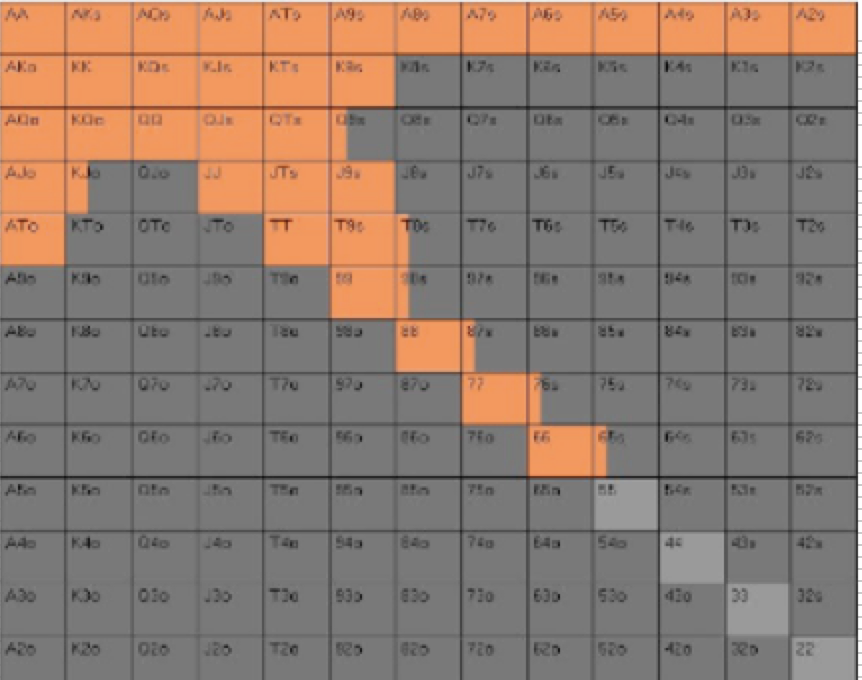 AA AKs AQs AJs ATs A9s A8s A7s A6s A5s A4s A3s A2s
AKo KK KQs KJs KTs K9s K8s K7s K6s K5s K4s K3s K2s
AQo KQo QQ QJs QTs Q9s Q8s Q7s Q6s Q5s Q4s Q3s Q2s
AJo KJo QJo JJ JTs J9s J8s J7s J6s J5s J4s J3s J2s
ATo KTo QTo JTo TT T9s T8s T7s T6s T5s T4s T3s T2s
A9o K9o Q9o J9o T9o 99 98s 97s 96s 95s 94s 93s 92s
A8o K8o Q8o J8o T8o 98o 88 87s 86s 85s 84s 83s 82s
A7o K7o Q7o J7o T7o 97o 87o 77 76s 75s 74s 73s 72s
A6o K6o Q6o J6o T6o 96o 86o 76o 66 65s 64s 63s 62s
A5o K5o Q5o J5o T5o 95o 85o 75o 65o 55 54s 53s 52s
A4o K4o Q4o J4o T4o 94o 84o 74o 64o 54o 44 43s 42s
A3o K3o Q3o J3o T3o 93o 83o 73o 63o 53o 43o 33 32s
A2o K2o Q2o J2o T2o 92o 82o 72o 62o 52o 42o 32o 22